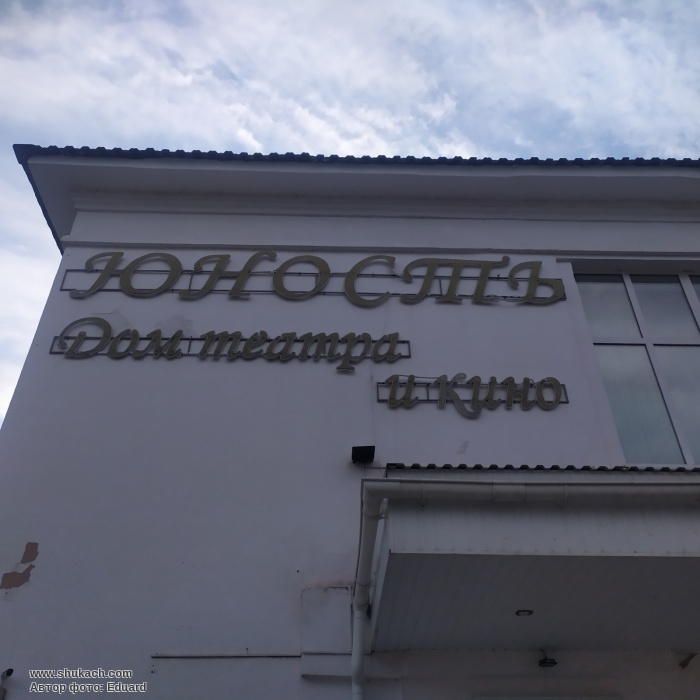 ЮНОСТЬ
Дом театра
и кино
www.shukach.com
Автор фото: Eduard